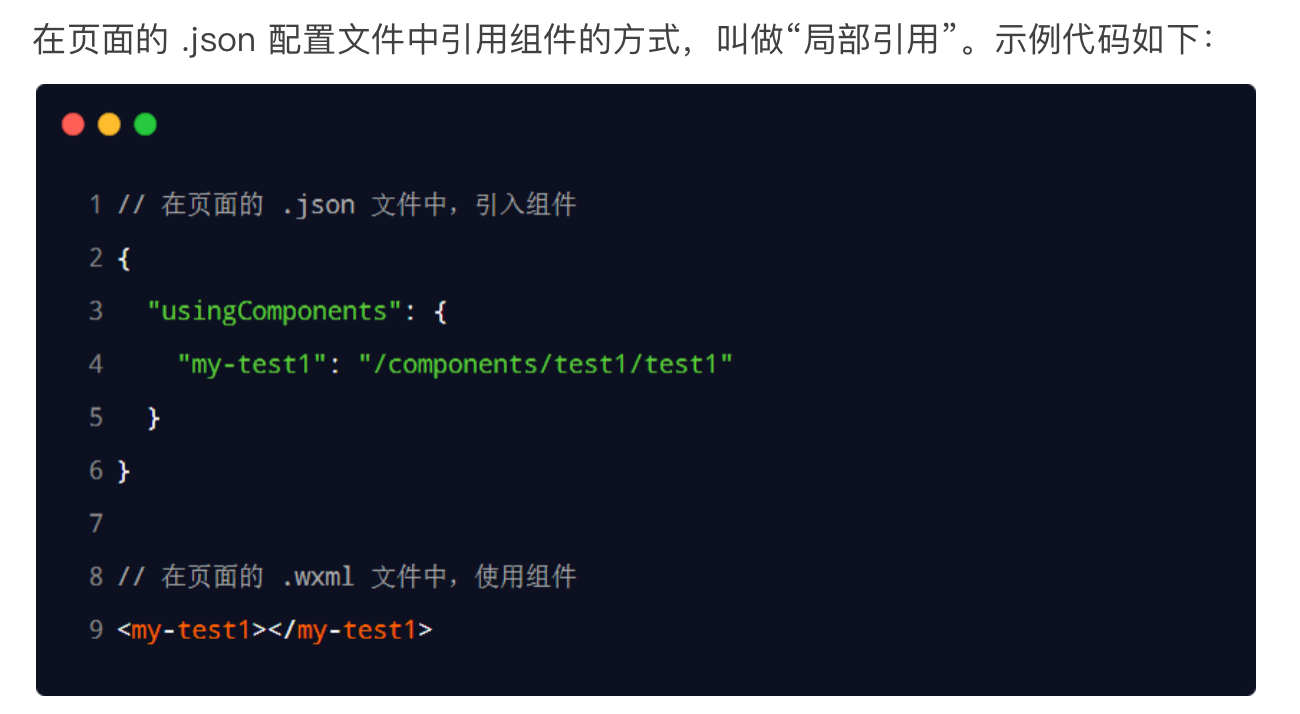 在页面的 .json 配置文件中引用组件的方式，叫做“局部引用”。示例代码如下：
1 // 在页面的 .json 文件中，引入组件
2 {
3   "usingComponents": {
4     "my-test1": "/components/test1/test1"
5   }
6 }
7
8 // 在页面的 .wxml 文件中，使用组件
9 <my-test1></my-test1>